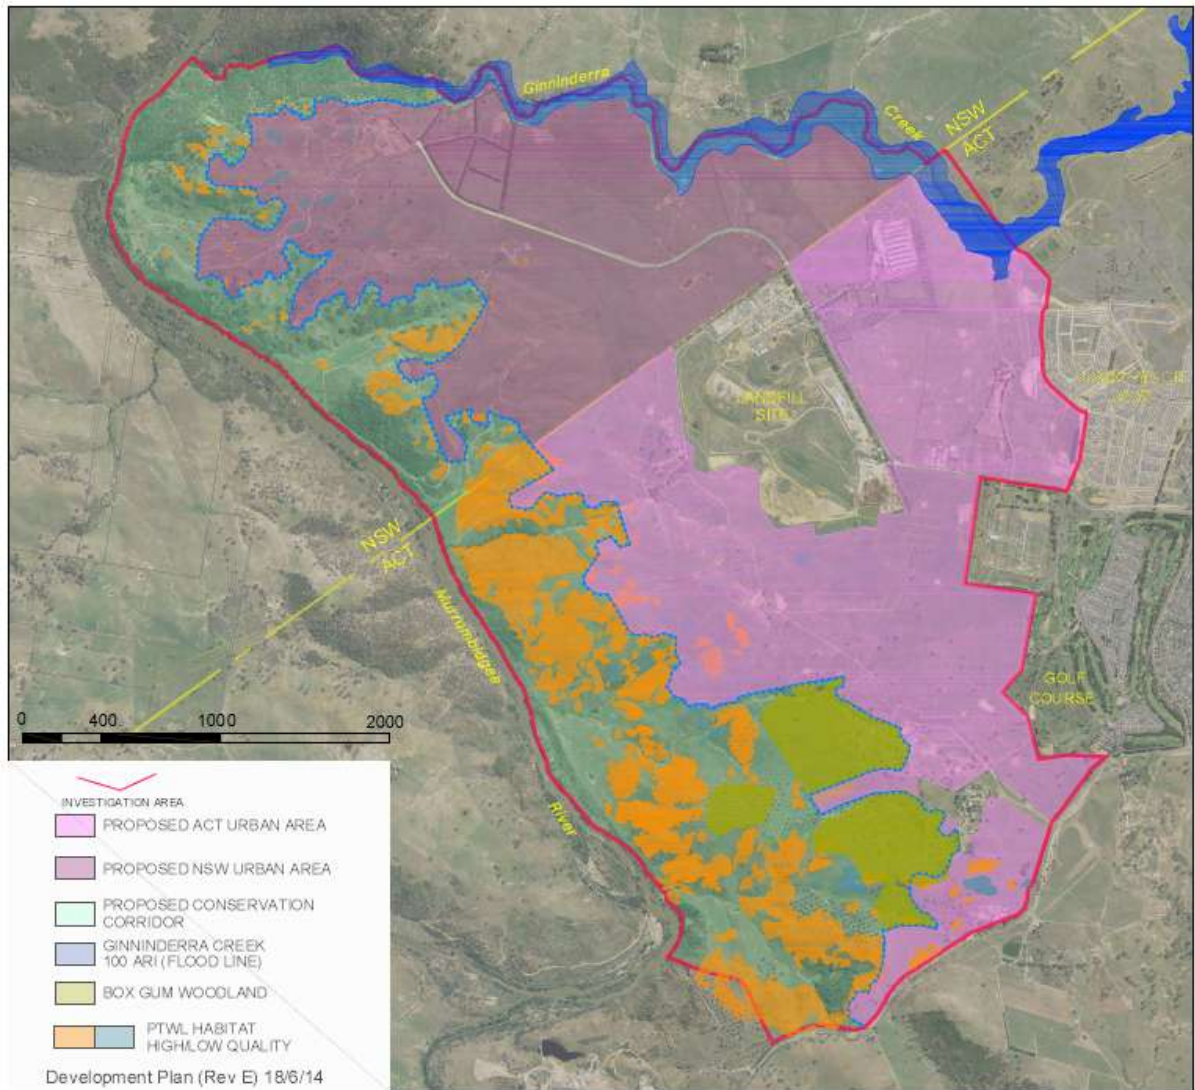 Ginninderra
Creek
NSW
ACT
LANDFILL
SITE
NSW
ACT
Murrumbidgee
GOLF
COURSE
0 400 1000 2000
River
INVESTIGATION AREA
PROPOSED ACT URBAN AREA
PROPOSED NSW URBAN AREA
PROPOSED CONSERVATION
CORRIDOR
GINNINDERRA CREEK
100 ARI (FLOOD LINE)
BOX GUM WOODLAND
PTWL HABITAT
HIGH/LOW QUALITY
Development Plan (Rev E) 18/6/14